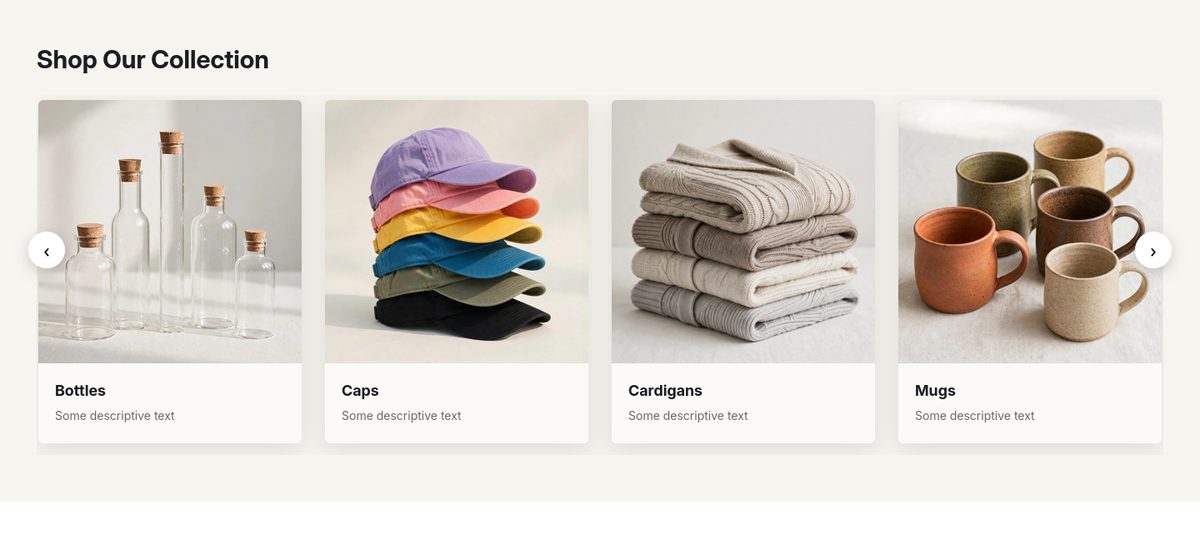 Shop Our Collection
‹
›
Bottles
Some descriptive text
Caps
Some descriptive text
Cardigans
Some descriptive text
Mugs
Some descriptive text